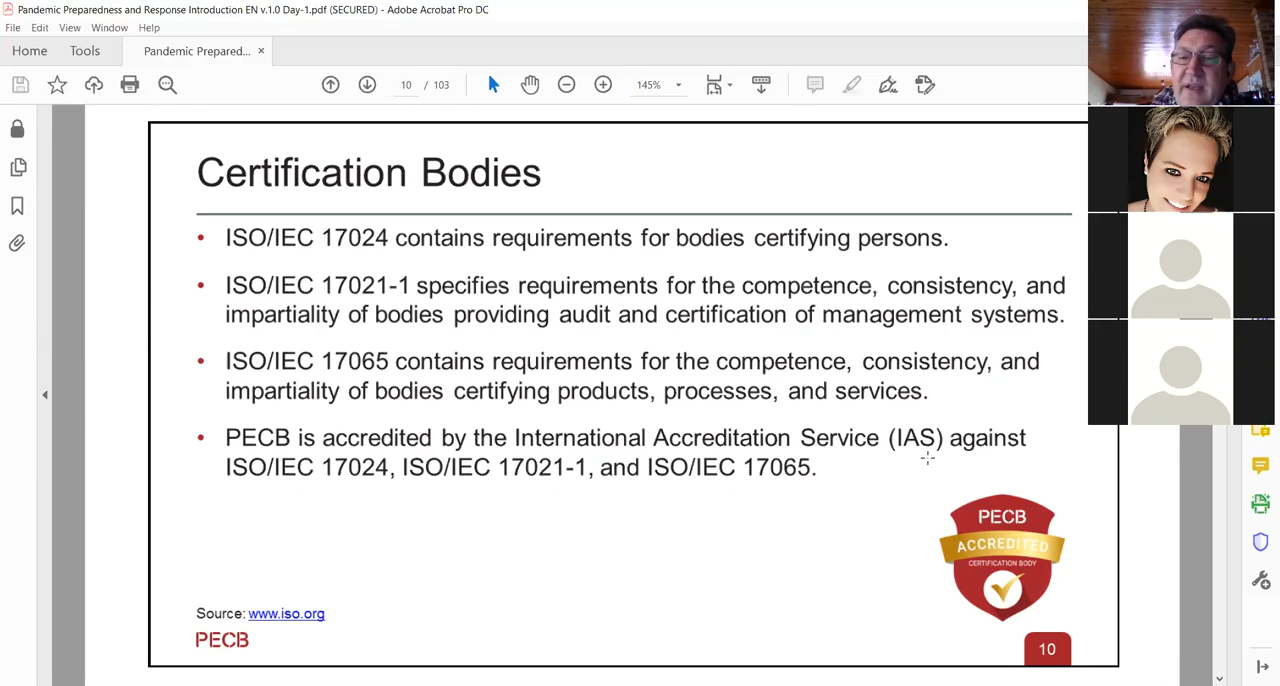 Pandemic Preparedness and Response Introduction EN v.1.0 Day-1.pdf (SECURED) - Adobe Acrobat Pro DC
File Edit View Window Help
Home Tools Pandemic Prepared... ×
10 / 103 145%
Certification Bodies
• ISO/IEC 17024 contains requirements for bodies certifying persons.
• ISO/IEC 17021-1 specifies requirements for the competence, consistency, and
impartiality of bodies providing audit and certification of management systems.
• ISO/IEC 17065 contains requirements for the competence, consistency, and
impartiality of bodies certifying products, processes, and services.
• PECB is accredited by the International Accreditation Service (IAS) against
ISO/IEC 17024, ISO/IEC 17021-1, and ISO/IEC 17065.
PECB
ACCREDITED
CERTIFICATION BODY
Source: www.iso.org
PECB
10